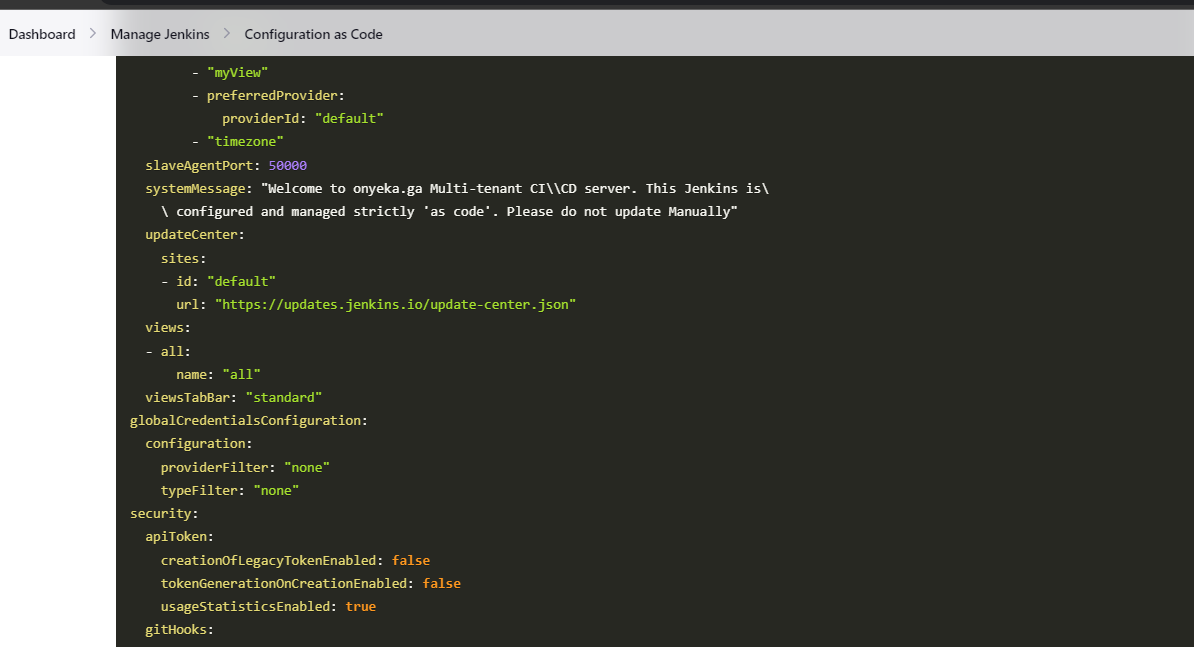 Dashboard > Manage Jenkins > Configuration as Code
- "myView"
- preferredProvider:
providerId: "default"
- "timezone"
slaveAgentPort: 50000
systemMessage: "Welcome to onyeka.ga Multi-tenant CI\\CD server. This Jenkins is\
\ configured and managed strictly 'as code'. Please do not update Manually"
updateCenter:
sites:
- id: "default"
url: "https://updates.jenkins.io/update-center.json"
views:
- all:
name: "all"
viewsTabBar: "standard"
globalCredentialsConfiguration:
configuration:
providerFilter: "none"
typeFilter: "none"
security:
apiToken:
creationOfLegacyTokenEnabled: false
tokenGenerationOnCreationEnabled: false
usageStatisticsEnabled: true
gitHooks: